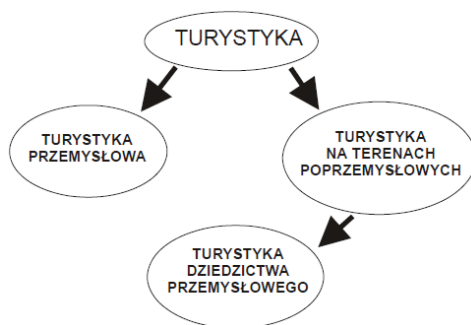 TURYSTYKA
TURYSTYKA
PRZEMYSŁOWA
TURYSTYKA
NA TERENACH
POPRZEMYSŁOWYCH
TURYSTYKA
DZIEDZICTWA
PRZEMYSŁOWEGO